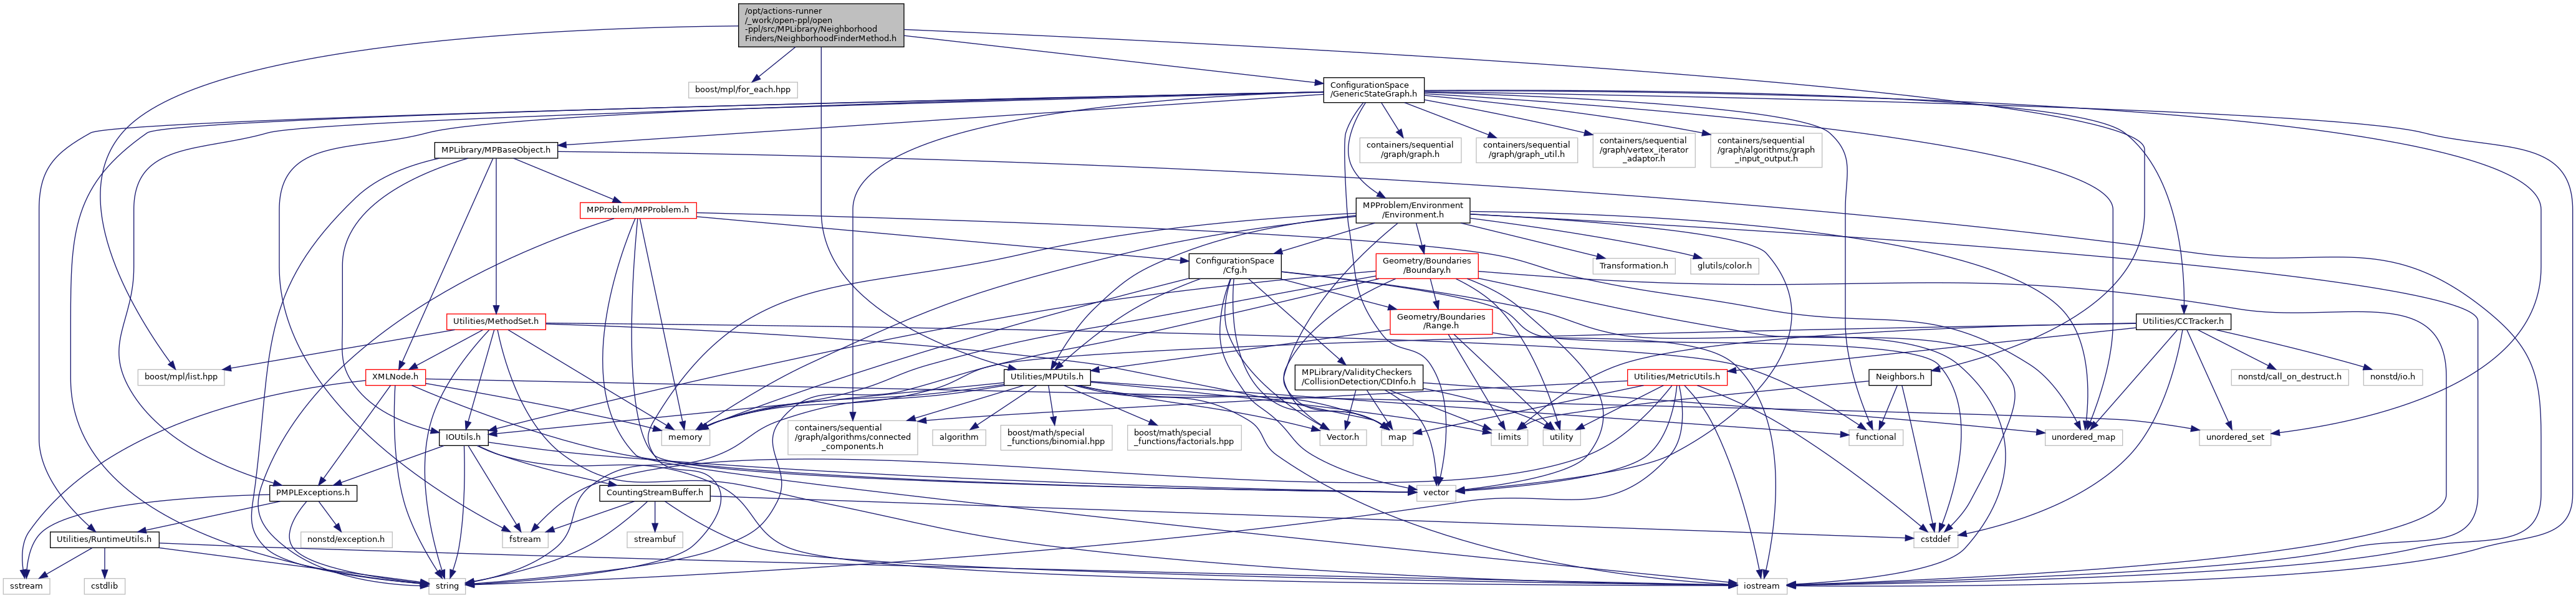 /opt/actions-runner
/_work/open-ppl/open
-ppl/src/MPLibrary/Neighborhood
Finders/NeighborhoodFinderMethod.h
boost/mpl/for_each.hpp
ConfigurationSpace
/GenericStateGraph.h
MPLibrary/MPBaseObject.h
containers/sequential
/graph/graph.h
containers/sequential
/graph/graph_util.h
containers/sequential
/graph/vertex_iterator
_adaptor.h
containers/sequential
/graph/algorithms/graph
_input_output.h
MPProblem/MPProblem.h
MPProblem/Environment
/Environment.h
ConfigurationSpace
/Cfg.h
Geometry/Boundaries
/Boundary.h
Transformation.h
glutils/color.h
Utilities/MethodSet.h
Geometry/Boundaries
/Range.h
Utilities/CCTracker.h
boost/mpl/list.hpp
XMLNode.h
Utilities/MPUtils.h
MPLibrary/ValidityCheckers
/CollisionDetection/CDInfo.h
Utilities/MetricUtils.h
Neighbors.h
nonstd/call_on_destruct.h
nonstd/io.h
IOUtils.h
memory
containers/sequential
/graph/algorithms/connected
_components.h
algorithm
boost/math/special
_functions/binomial.hpp
boost/math/special
_functions/factorials.hpp
Vector.h
map
limits
utility
functional
unordered_map
unordered_set
PMPLExceptions.h
CountingStreamBuffer.h
vector
Utilities/RuntimeUtils.h
nonstd/exception.h
fstream
streambuf
cstddef
sstream
cstdlib
string
iostream